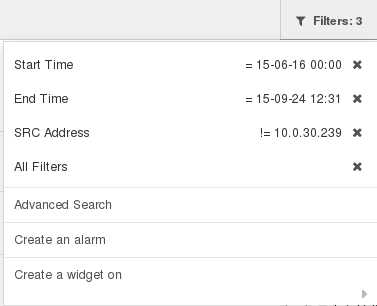 Filters: 3
Start Time = 15-06-16 00:00 ✖
End Time = 15-09-24 12:31 ✖
SRC Address != 10.0.30.239 ✖
All Filters ✖
Advanced Search
Create an alarm
Create a widget on